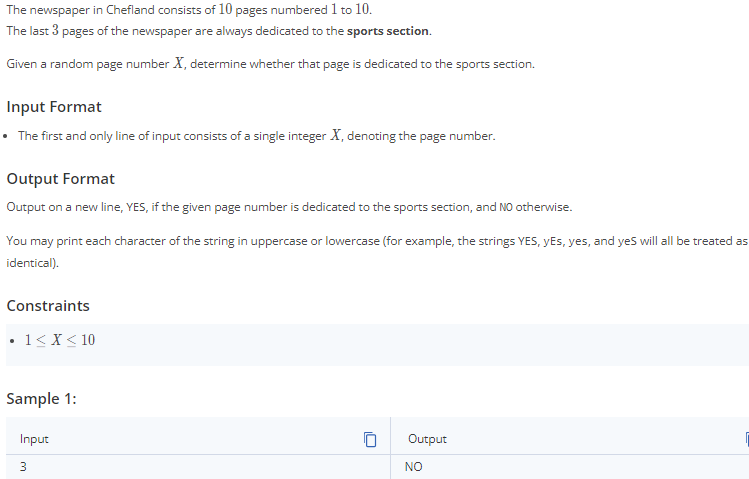 The newspaper in Chefland consists of 10 pages numbered 1 to 10.
The last 3 pages of the newspaper are always dedicated to the sports section.
Given a random page number X, determine whether that page is dedicated to the sports section.
Input Format
• The first and only line of input consists of a single integer X, denoting the page number.
Output Format
Output on a new line, YES, if the given page number is dedicated to the sports section, and NO otherwise.
You may print each character of the string in uppercase or lowercase (for example, the strings YES, yEs, yes, and yeS will all be treated as
identical).
Constraints
• 1 ≤ X ≤ 10
Sample 1:
Input Output
3 NO